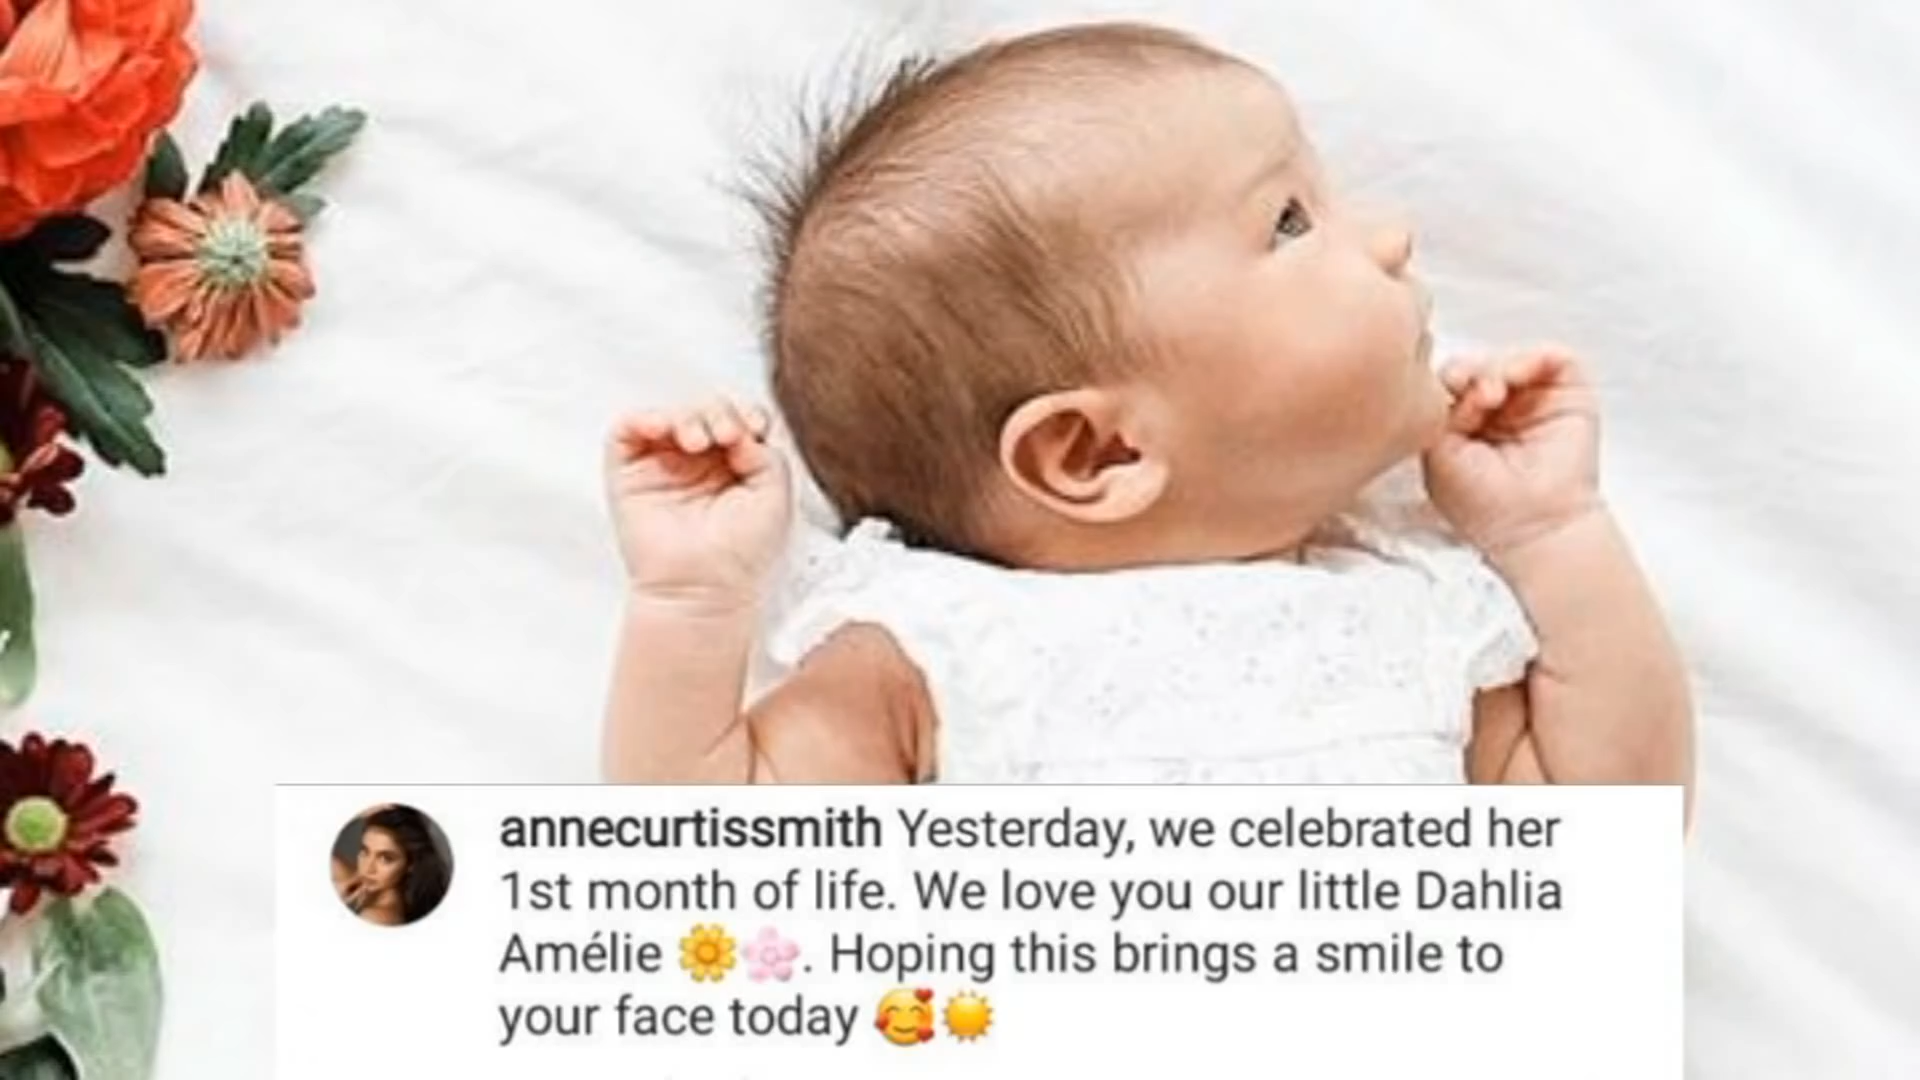 annecurtissmith Yesterday, we celebrated her
1st month of life. We love you our little Dahlia
Amélie 🌼🌸. Hoping this brings a smile to
your face today 🥰☀️